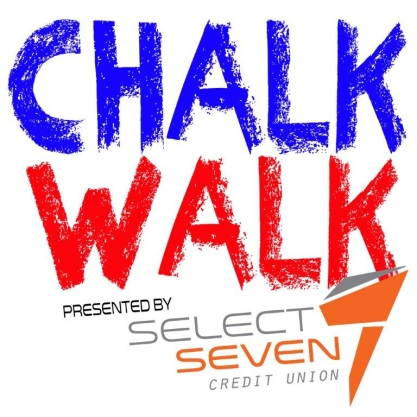 CHALK
WALK
PRESENTED BY
SELECT
SEVEN
CREDIT UNION